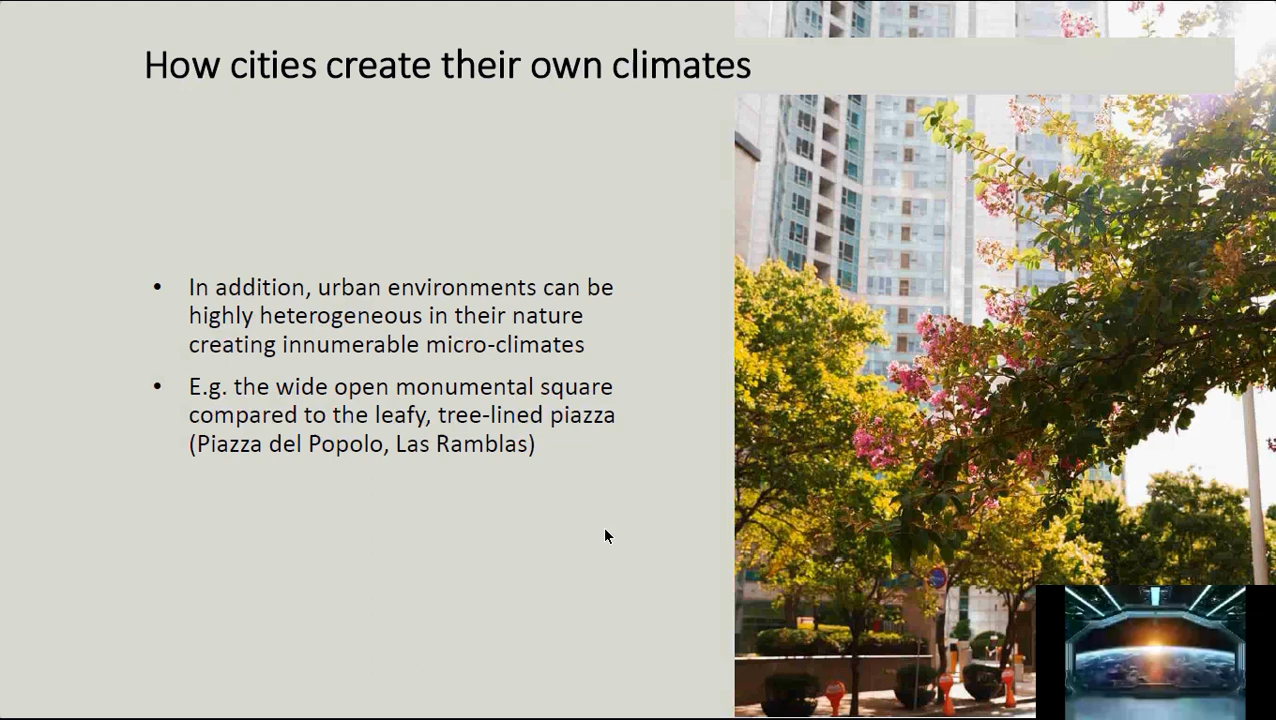 How cities create their own climates
• In addition, urban environments can be
highly heterogeneous in their nature
creating innumerable micro-climates
• E.g. the wide open monumental square
compared to the leafy, tree-lined piazza
(Piazza del Popolo, Las Ramblas)